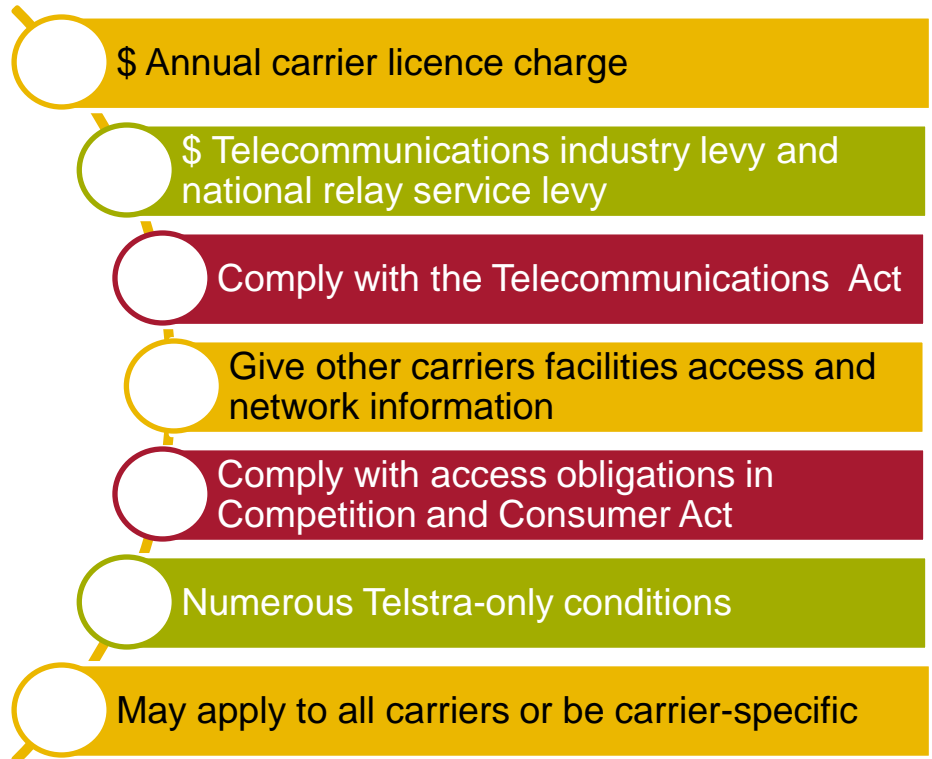 $ Annual carrier licence charge
$ Telecommunications industry levy and
national relay service levy
Comply with the Telecommunications  Act
Give other carriers facilities access and
network information
Comply with access obligations in
Competition and Consumer Act
Numerous Telstra-only conditions
May apply to all carriers or be carrier-specific